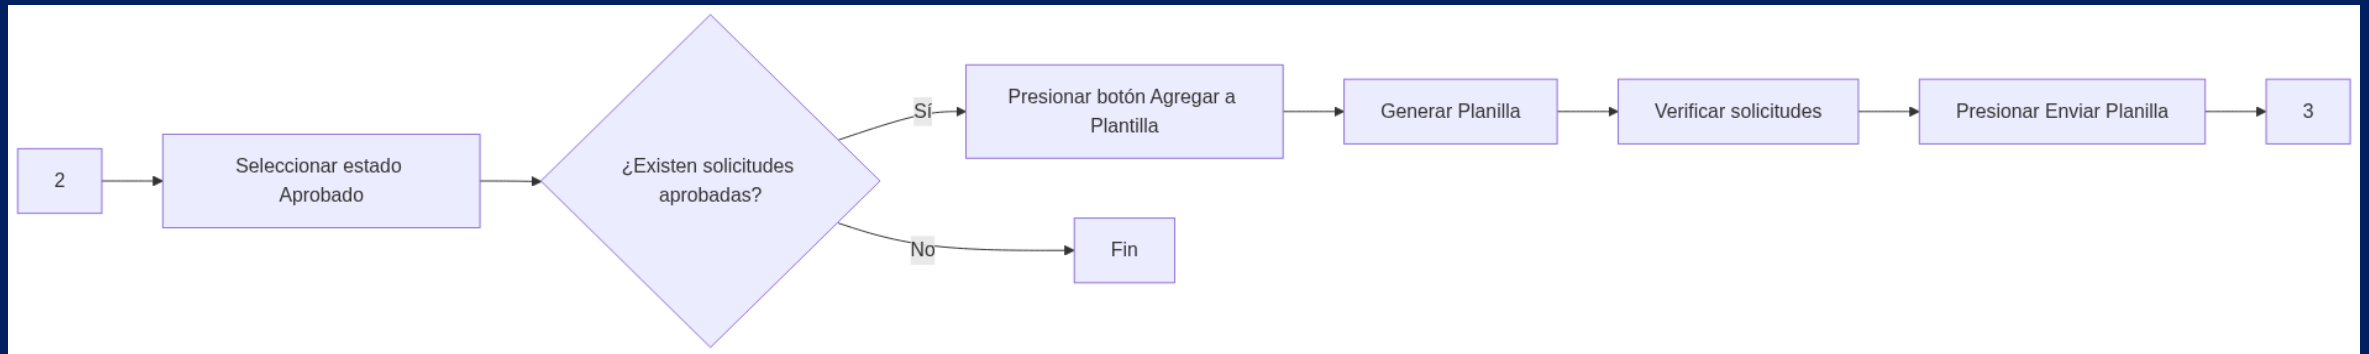 2
Seleccionar estado
Aprobado
¿Existen solicitudes
aprobadas?
Sí
Presionar botón Agregar a
Plantilla
Generar Planilla
Verificar solicitudes
Presionar Enviar Planilla
3
No
Fin